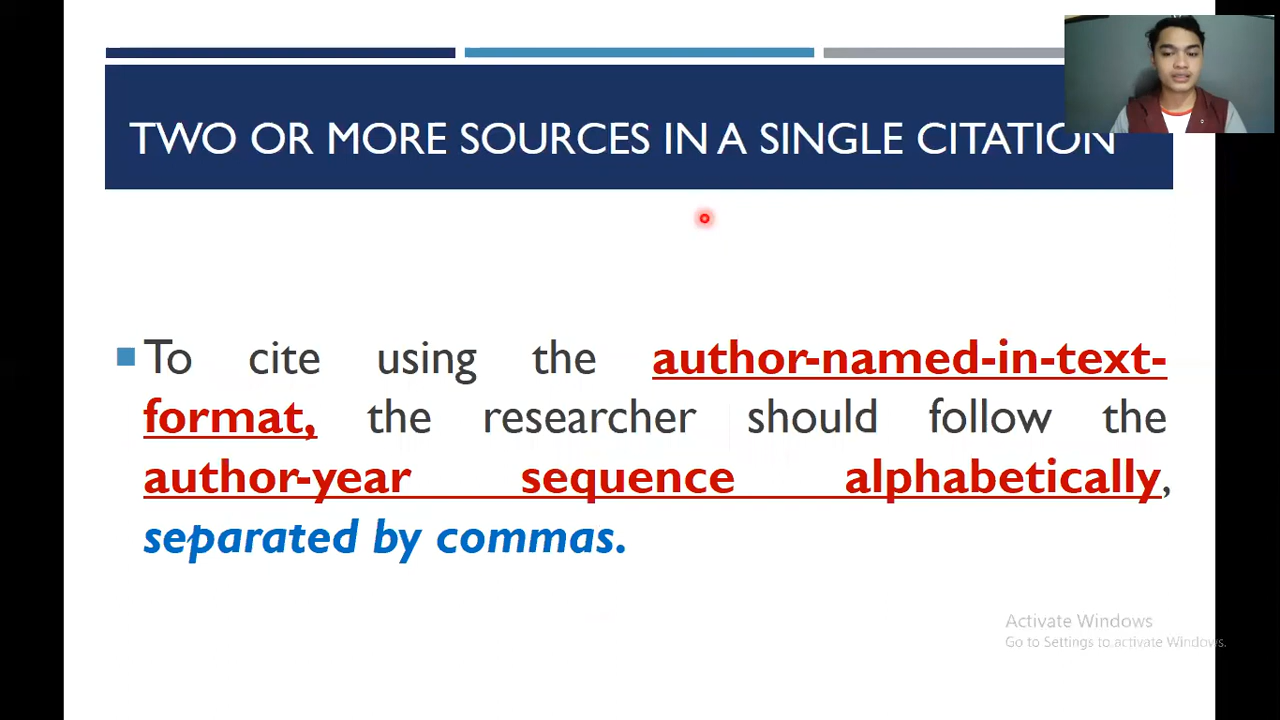 TWO OR MORE SOURCES IN A SINGLE CITATION
To cite using the author-named-in-text-
format, the researcher should follow the
author-year sequence alphabetically,
separated by commas.
Activate Windows
Go to Settings to activate Windows.